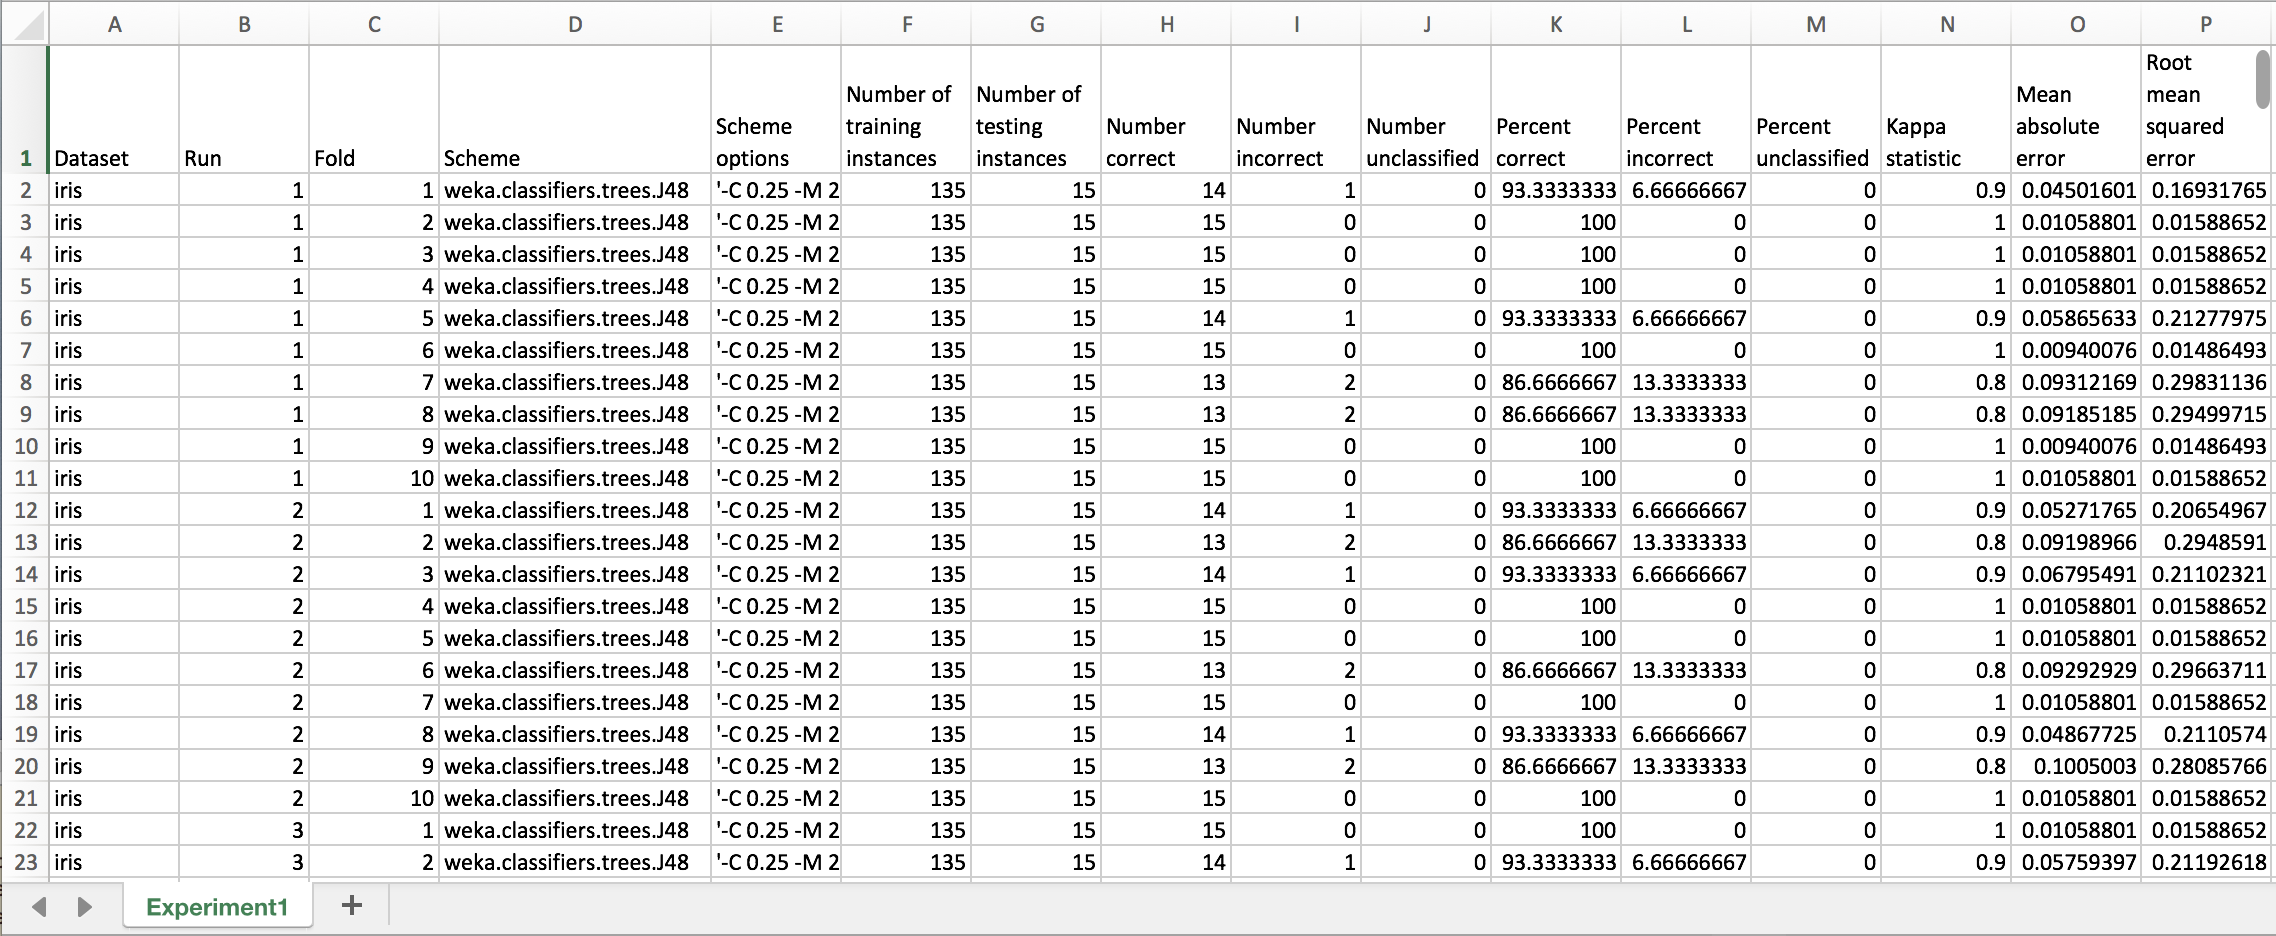 A B C D E F G H I J K L M N O P
1 Dataset Run Fold Scheme Scheme options Number of training instances Number of testing instances Number correct Number incorrect Number unclassified Percent correct Percent incorrect Percent unclassified Kappa statistic Mean absolute error Root mean squared error
2 iris 1 1 weka.classifiers.trees.J48 '-C 0.25 -M 2 135 15 14 1 0 93.3333333 6.66666667 0 0.9 0.04501601 0.16931765
3 iris 1 2 weka.classifiers.trees.J48 '-C 0.25 -M 2 135 15 15 0 0 100 0 0 1 0.01058801 0.01588652
4 iris 1 3 weka.classifiers.trees.J48 '-C 0.25 -M 2 135 15 15 0 0 100 0 0 1 0.01058801 0.01588652
5 iris 1 4 weka.classifiers.trees.J48 '-C 0.25 -M 2 135 15 15 0 0 100 0 0 1 0.01058801 0.01588652
6 iris 1 5 weka.classifiers.trees.J48 '-C 0.25 -M 2 135 15 14 1 0 93.3333333 6.66666667 0 0.9 0.05865633 0.21277975
7 iris 1 6 weka.classifiers.trees.J48 '-C 0.25 -M 2 135 15 15 0 0 100 0 0 1 0.00940076 0.01486493
8 iris 1 7 weka.classifiers.trees.J48 '-C 0.25 -M 2 135 15 13 2 0 86.6666667 13.3333333 0 0.8 0.09312169 0.29831136
9 iris 1 8 weka.classifiers.trees.J48 '-C 0.25 -M 2 135 15 13 2 0 86.6666667 13.3333333 0 0.8 0.09185185 0.29499715
10 iris 1 9 weka.classifiers.trees.J48 '-C 0.25 -M 2 135 15 15 0 0 100 0 0 1 0.00940076 0.01486493
11 iris 1 10 weka.classifiers.trees.J48 '-C 0.25 -M 2 135 15 15 0 0 100 0 0 1 0.01058801 0.01588652
12 iris 2 1 weka.classifiers.trees.J48 '-C 0.25 -M 2 135 15 14 1 0 93.3333333 6.66666667 0 0.9 0.05271765 0.20654967
13 iris 2 2 weka.classifiers.trees.J48 '-C 0.25 -M 2 135 15 13 2 0 86.6666667 13.3333333 0 0.8 0.09198966 0.2948591
14 iris 2 3 weka.classifiers.trees.J48 '-C 0.25 -M 2 135 15 14 1 0 93.3333333 6.66666667 0 0.9 0.06795491 0.21102321
15 iris 2 4 weka.classifiers.trees.J48 '-C 0.25 -M 2 135 15 15 0 0 100 0 0 1 0.01058801 0.01588652
16 iris 2 5 weka.classifiers.trees.J48 '-C 0.25 -M 2 135 15 15 0 0 100 0 0 1 0.01058801 0.01588652
17 iris 2 6 weka.classifiers.trees.J48 '-C 0.25 -M 2 135 15 13 2 0 86.6666667 13.3333333 0 0.8 0.09292929 0.29663711
18 iris 2 7 weka.classifiers.trees.J48 '-C 0.25 -M 2 135 15 15 0 0 100 0 0 1 0.01058801 0.01588652
19 iris 2 8 weka.classifiers.trees.J48 '-C 0.25 -M 2 135 15 14 1 0 93.3333333 6.66666667 0 0.9 0.04867725 0.2110574
20 iris 2 9 weka.classifiers.trees.J48 '-C 0.25 -M 2 135 15 13 2 0 86.6666667 13.3333333 0 0.8 0.1005003 0.28085766
21 iris 2 10 weka.classifiers.trees.J48 '-C 0.25 -M 2 135 15 15 0 0 100 0 0 1 0.01058801 0.01588652
22 iris 3 1 weka.classifiers.trees.J48 '-C 0.25 -M 2 135 15 15 0 0 100 0 0 1 0.01058801 0.01588652
23 iris 3 2 weka.classifiers.trees.J48 '-C 0.25 -M 2 135 15 14 1 0 93.3333333 6.66666667 0 0.9 0.05759397 0.21192618
Experiment1 +